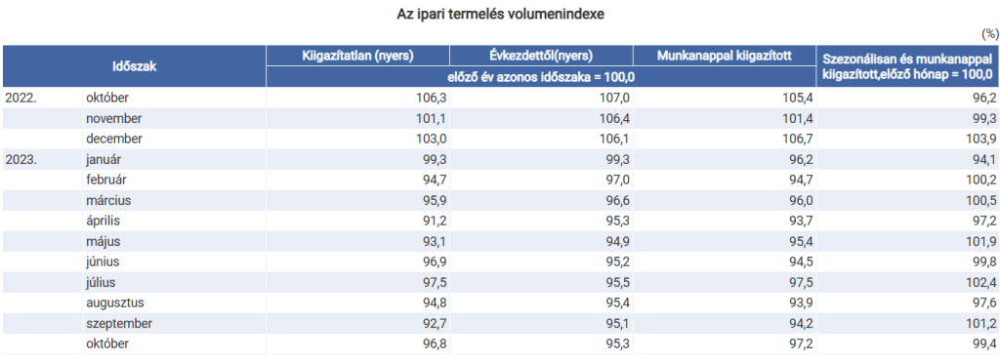 Az ipari termelés volumenindexe
(%)
Időszak Kiigazítatlan (nyers) Évkezdettől(nyers) Munkanappal kiigazított Szezonálisan és munkanappal kiigazított,előző hónap = 100,0
előző év azonos időszaka = 100,0
2022. október 106,3 107,0 105,4 96,2
november 101,1 106,4 101,4 99,3
december 103,0 106,1 106,7 103,9
2023. január 99,3 99,3 96,2 94,1
február 94,7 97,0 94,7 100,2
március 95,9 96,6 96,0 100,5
április 91,2 95,3 93,7 97,2
május 93,1 94,9 95,4 101,9
június 96,9 95,2 94,5 99,8
július 97,5 95,5 97,5 102,4
augusztus 94,8 95,4 93,9 97,6
szeptember 92,7 95,1 94,2 101,2
október 96,8 95,3 97,2 99,4